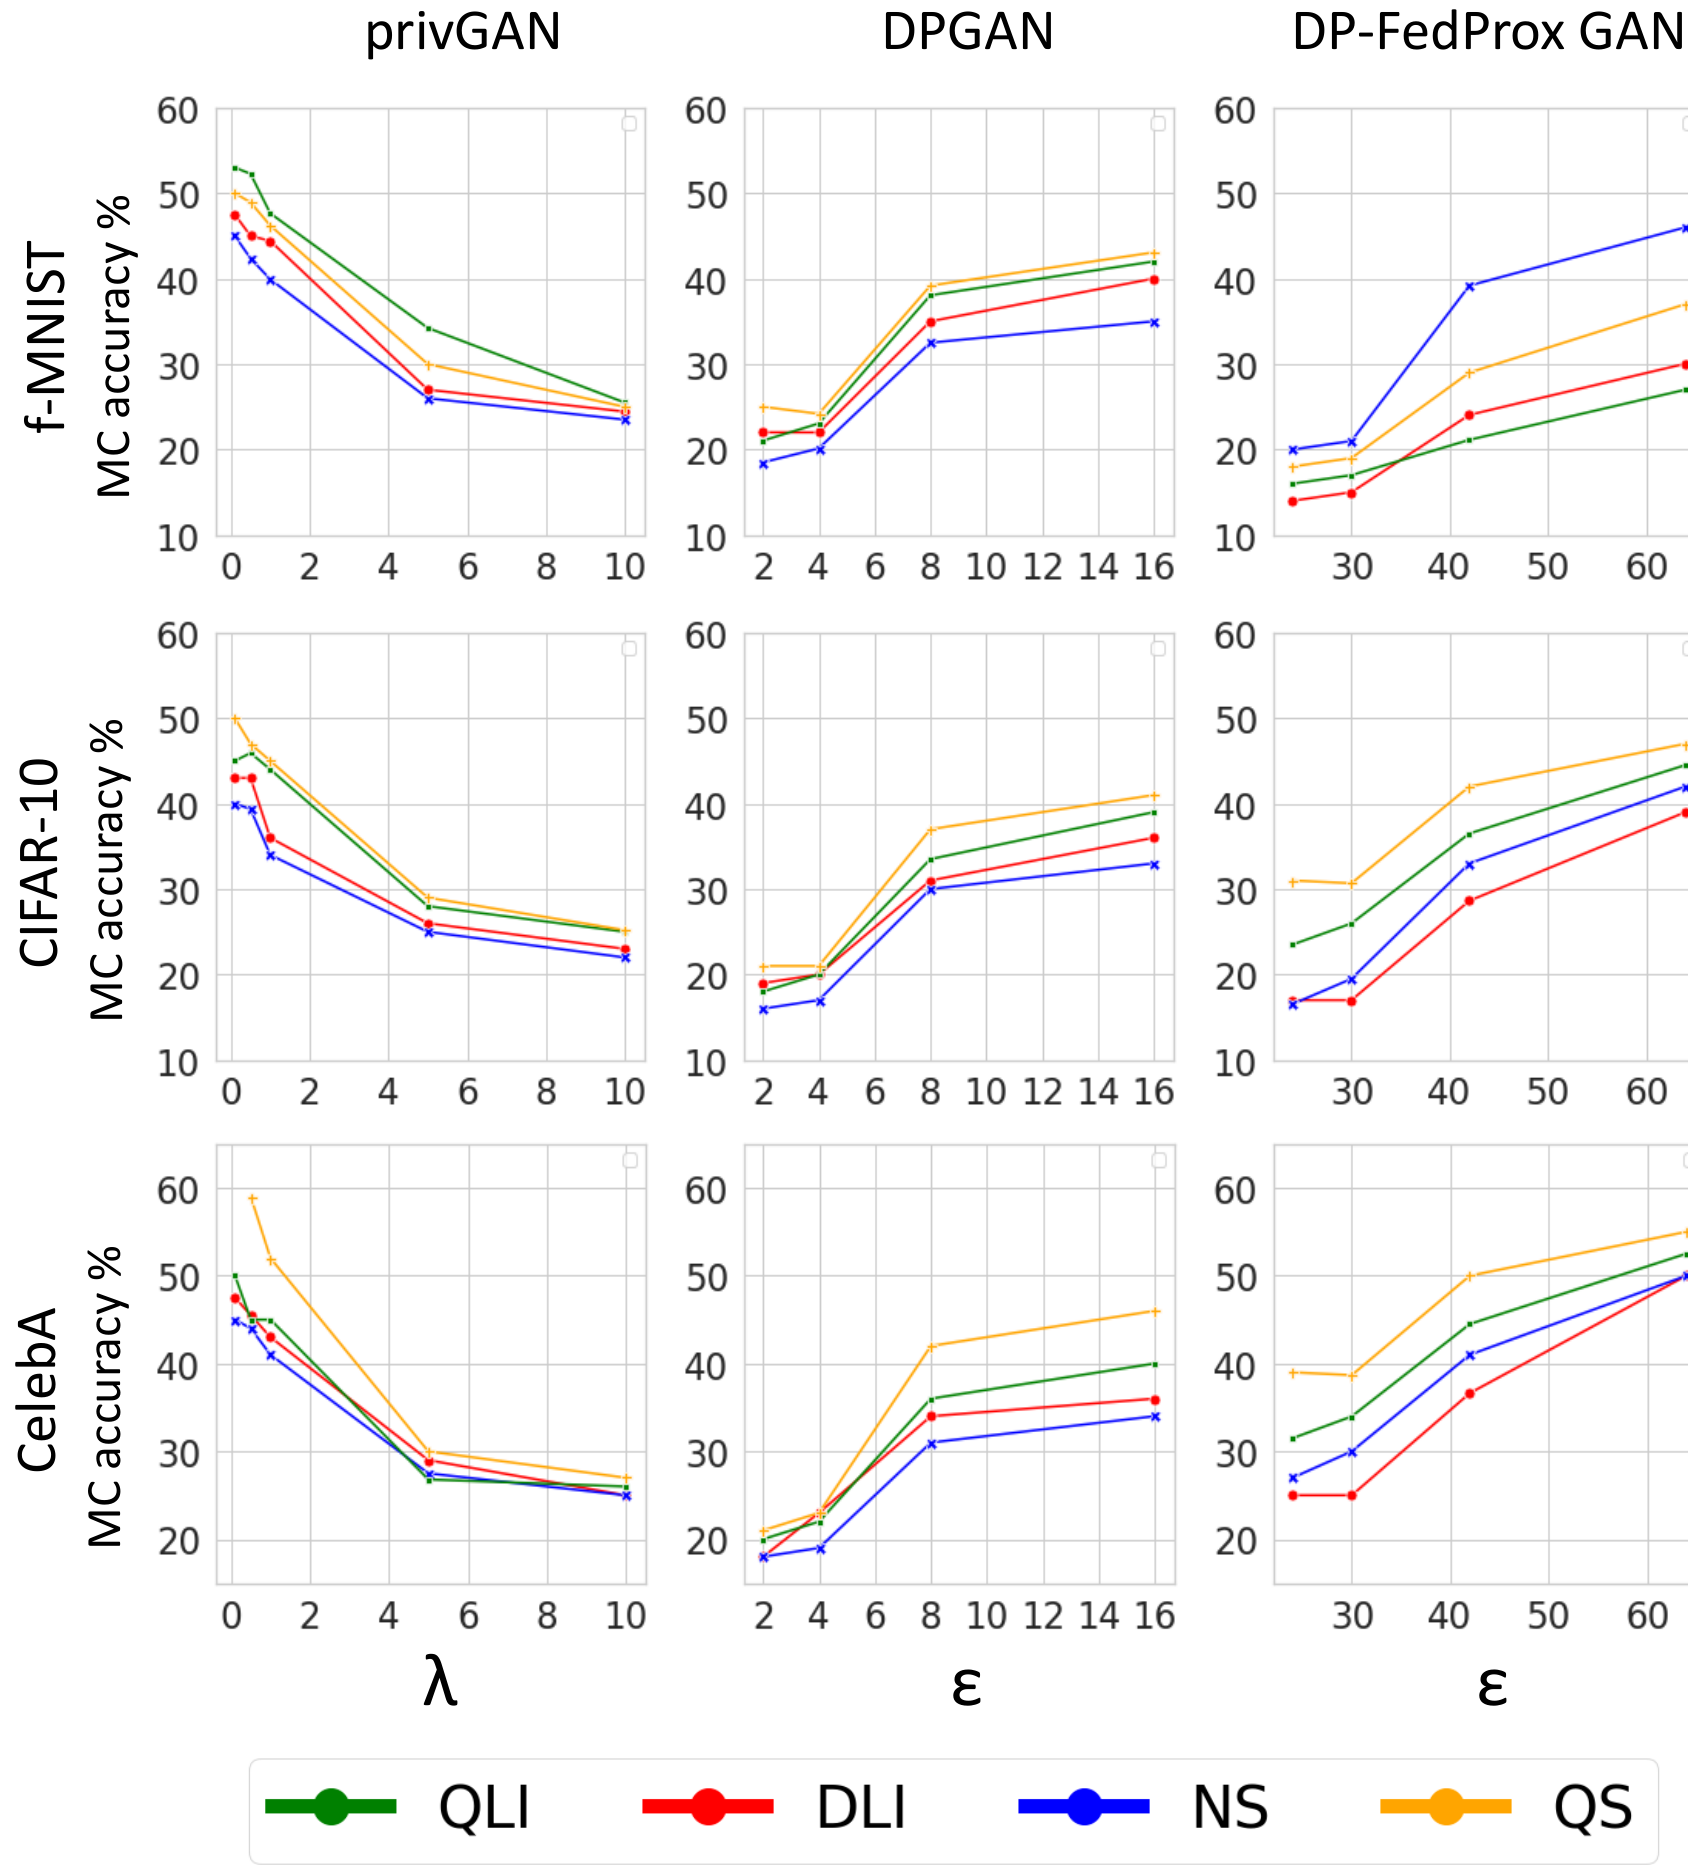 privGAN DPGAN DP-FedProx GAN
f-MNIST
MC accuracy %
60 50 40 30 20 10
0 2 4 6 8 10
60 50 40 30 20 10
2 4 6 8 10 12 14 16
60 50 40 30 20 10
30 40 50 60
CIFAR-10
MC accuracy %
60 50 40 30 20 10
0 2 4 6 8 10
60 50 40 30 20 10
2 4 6 8 10 12 14 16
60 50 40 30 20 10
30 40 50 60
CelebA
MC accuracy %
60 50 40 30 20
0 2 4 6 8 10
60 50 40 30 20
2 4 6 8 10 12 14 16
60 50 40 30 20
30 40 50 60
λ ε ε
QLI DLI NS QS